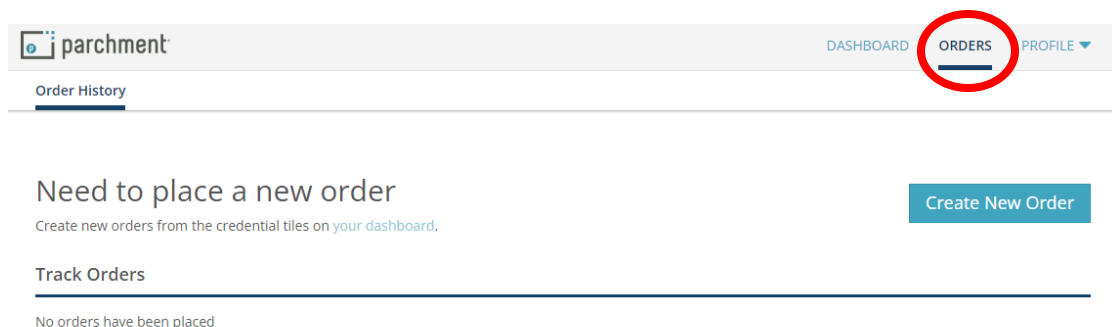 parchment DASHBOARD ORDERS PROFILE
Order History
Need to place a new order
Create New Order
Create new orders from the credential tiles on your dashboard.
Track Orders
No orders have been placed